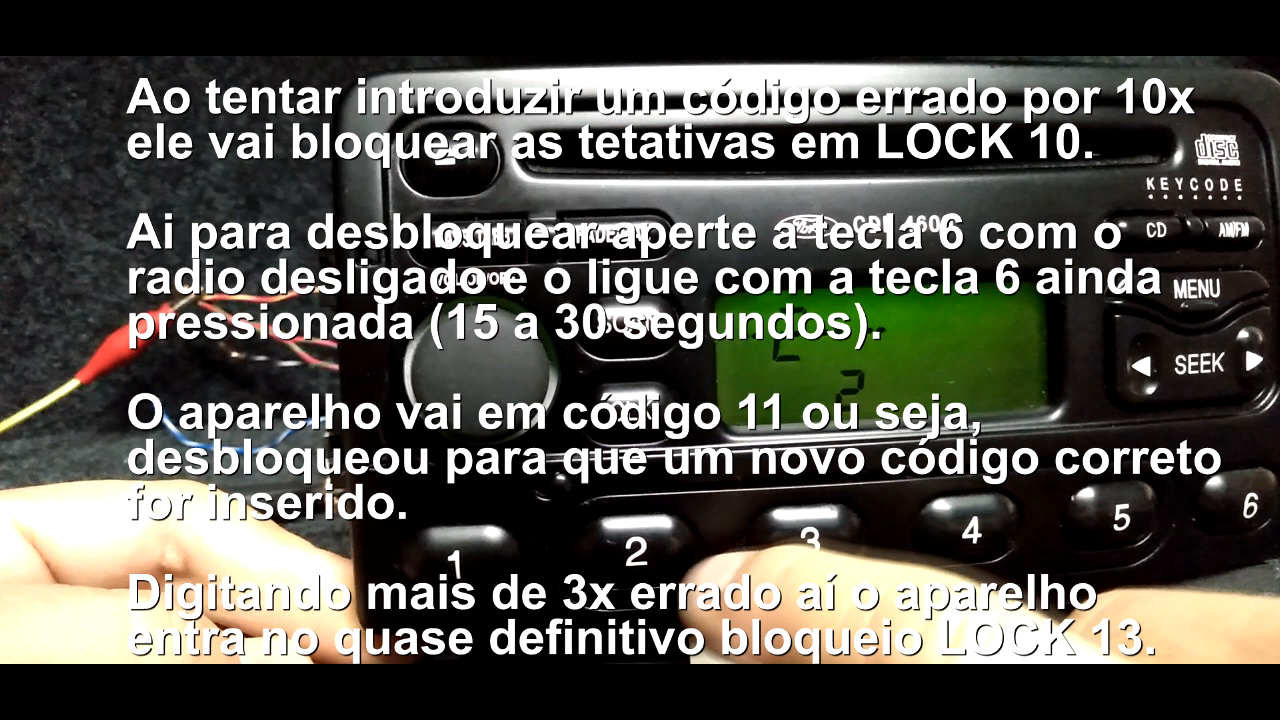 Ao tentar introduzir um código errado por 10x
ele vai bloquear as tetativas em LOCK 10.
disc
KEYCODE
Ai para desbloquear aperte a tecla 6 com o
CD AM/FM
radio desligado e o ligue com a tecla 6 ainda
MENU
pressionada (15 a 30 segundos).
SEEK
2
O aparelho vai em código 11 ou seja,
desbloqueou para que um novo código correto
for inserido.
1 2 3 4 5 6
Digitando mais de 3x errado aí o aparelho
entra no quase definitivo bloqueio LOCK 13.